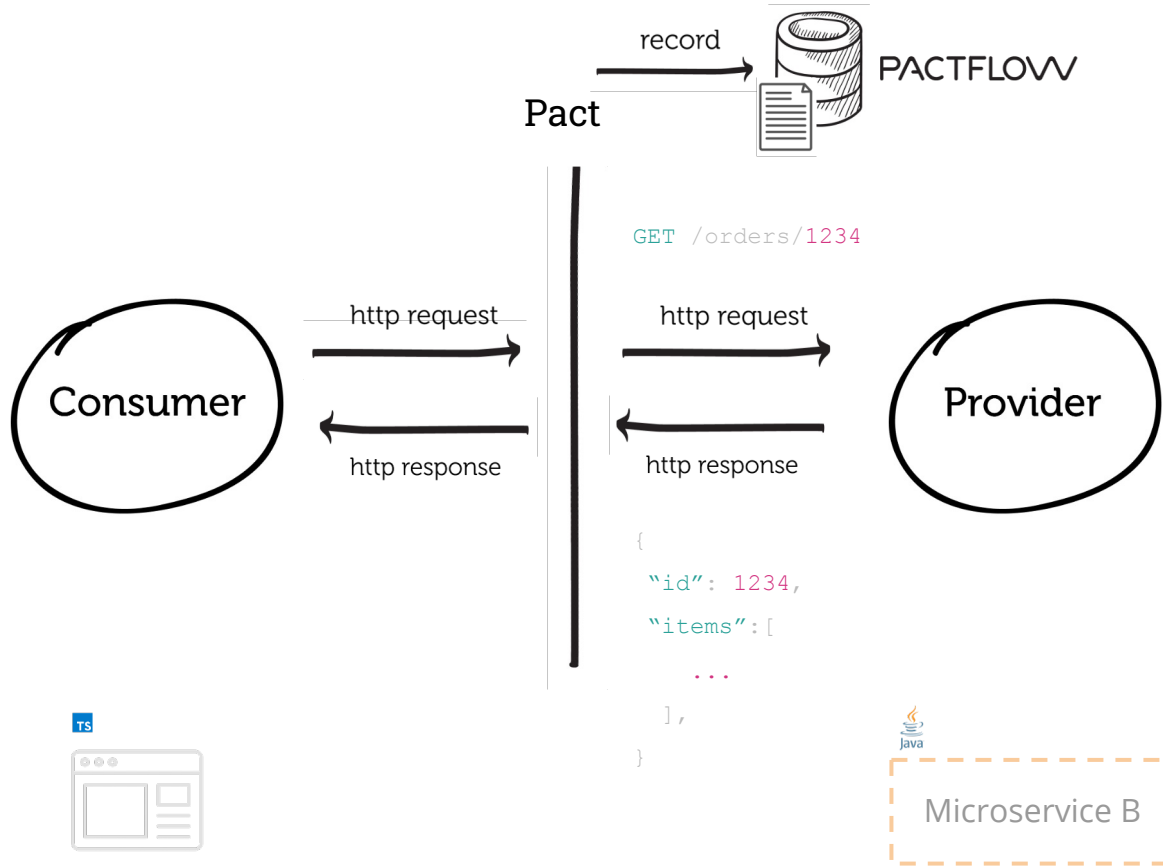 record
PACTFLOW
Pact
GET /orders/1234
http request
http request
Consumer
Provider
http response
http response
{
“id”: 1234,
“items”:[
...
],
}
TS
Java
Microservice B